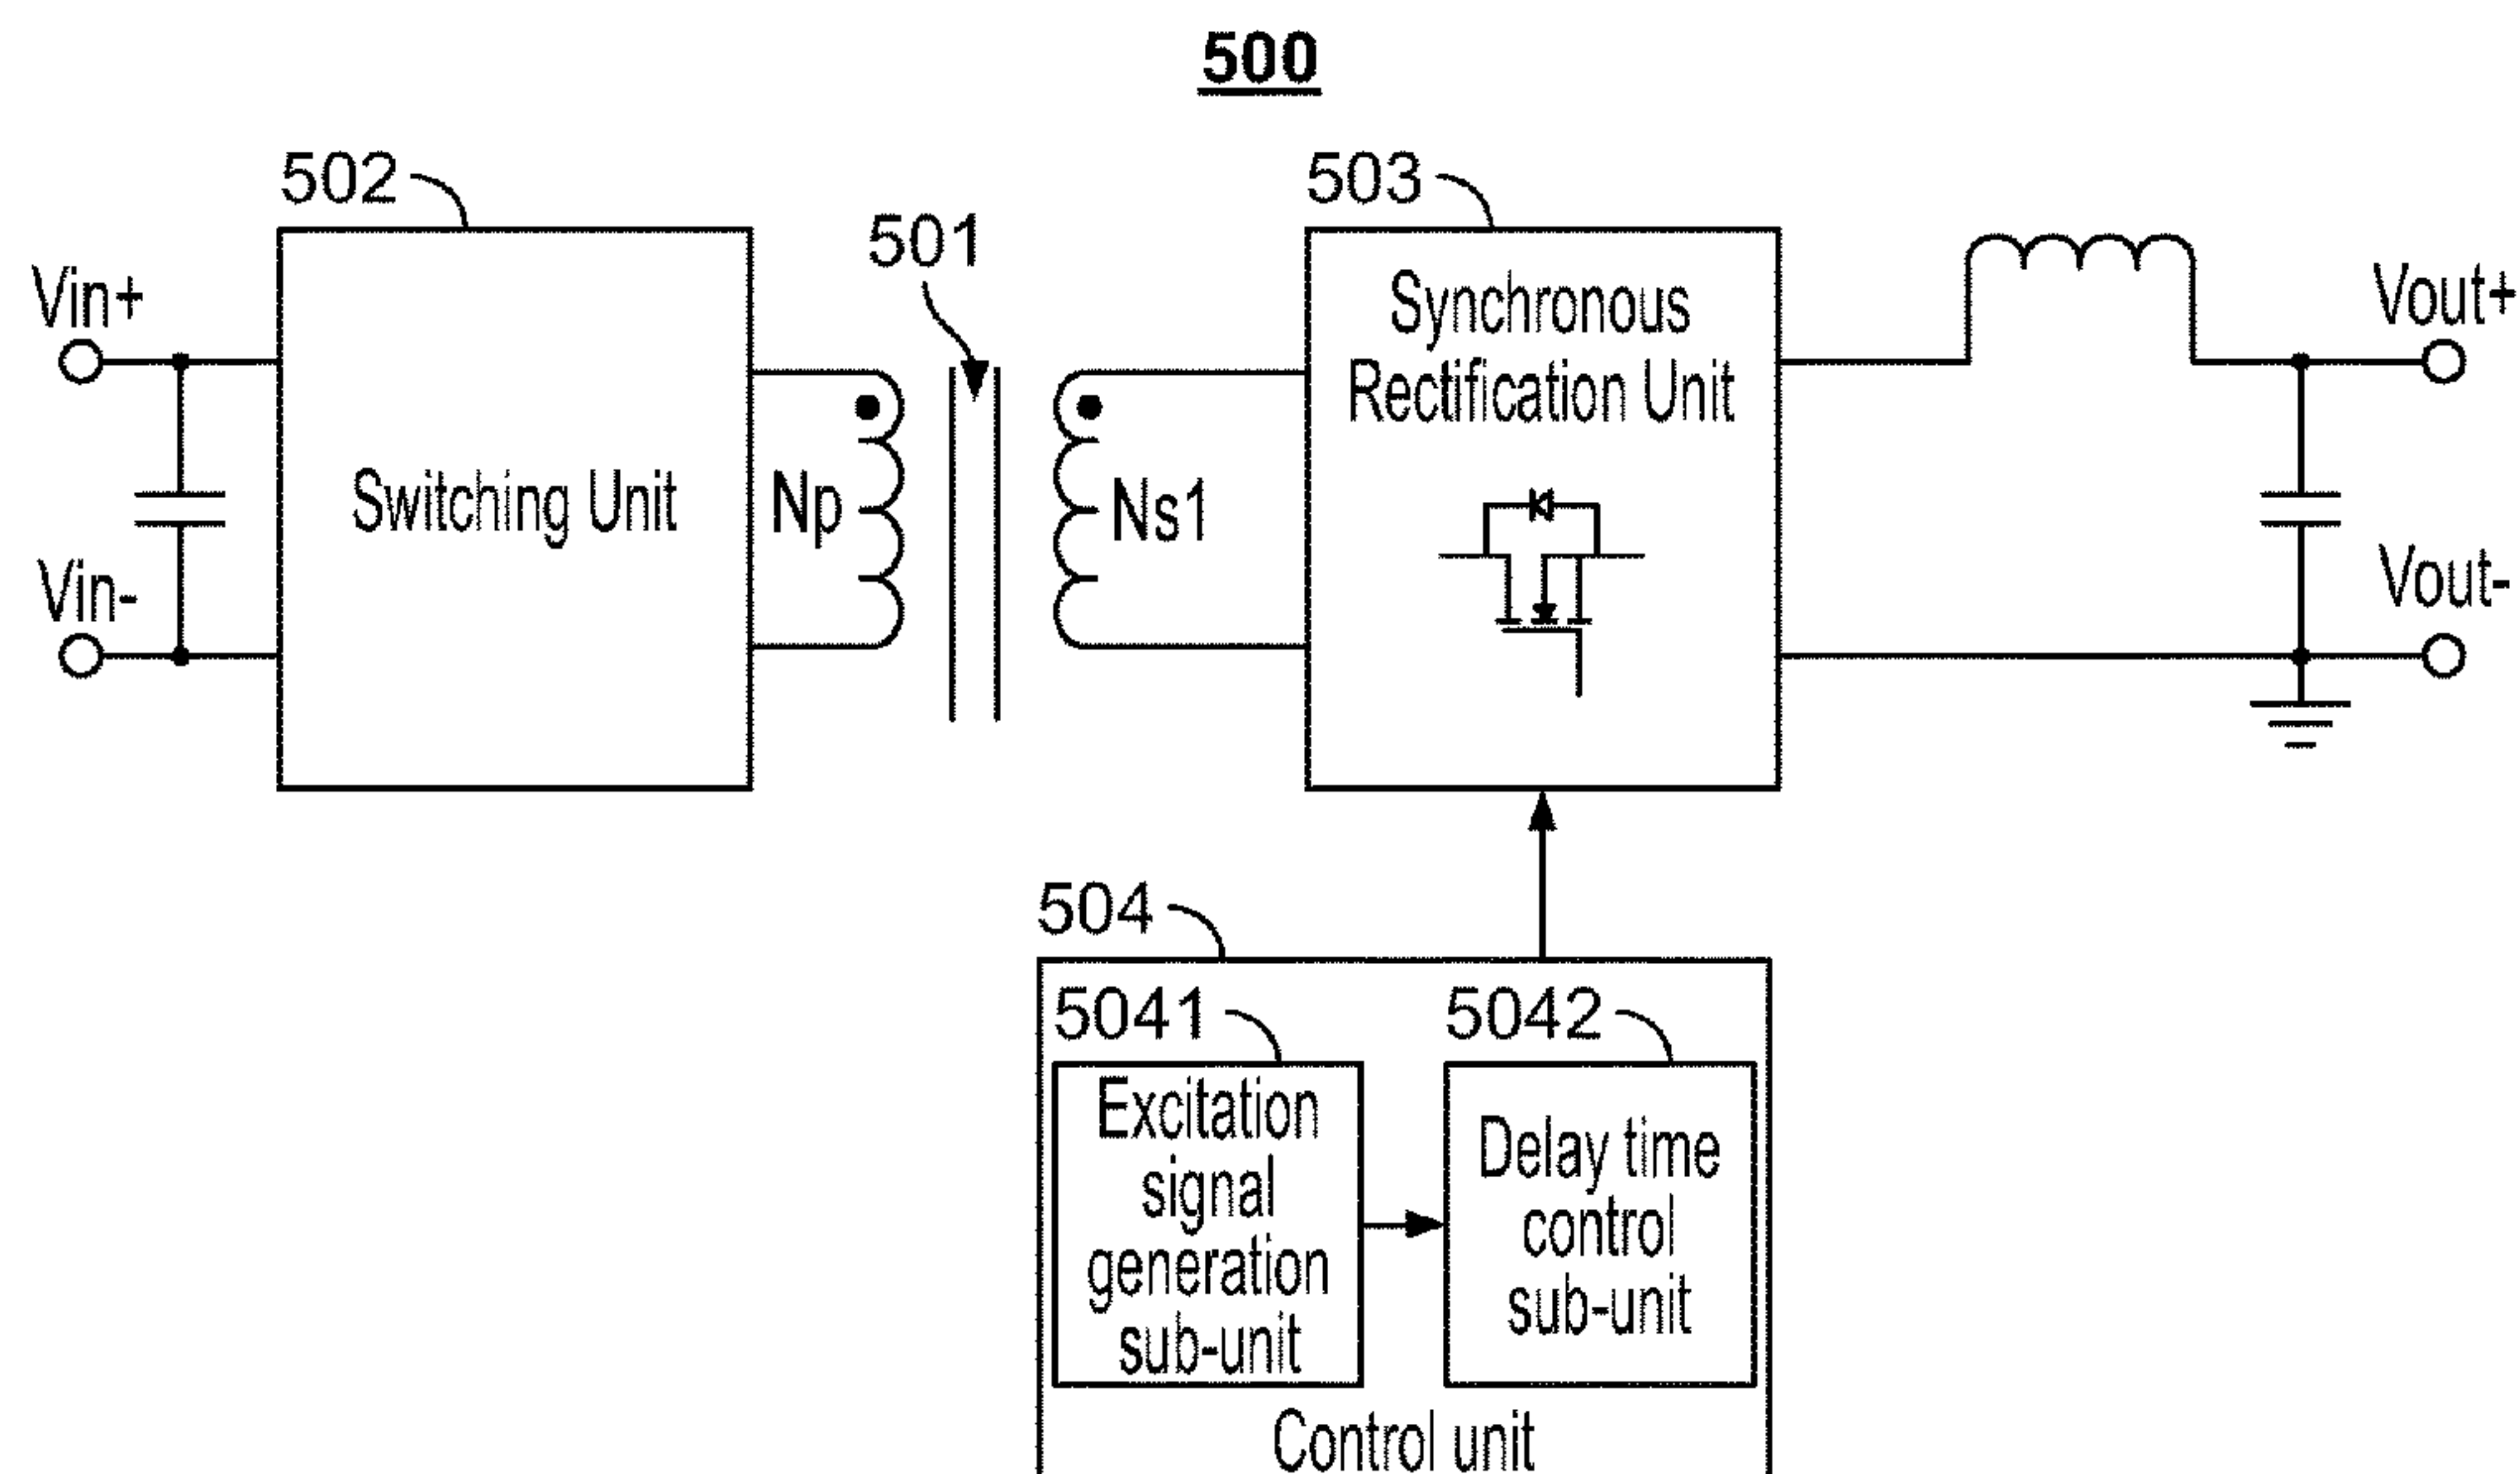 500
502
503
501
Vin+
Vin-
Switching Unit
Np
Ns1
Synchronous
Rectification Unit
Vout+
Vout-
504
5041
5042
Excitation
signal
generation
sub-unit
Delay time
control
sub-unit
Control unit